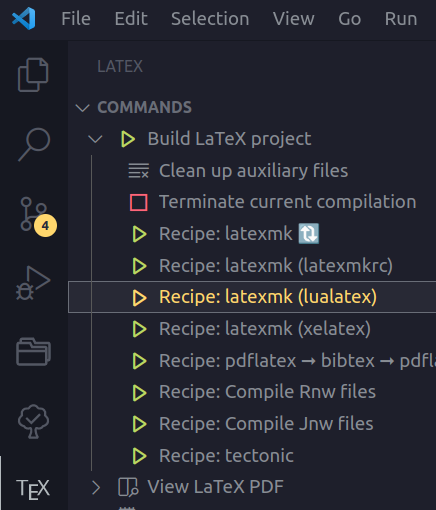 File Edit Selection View Go Run
LATEX
COMMANDS
Build LaTeX project
Clean up auxiliary files
Terminate current compilation
Recipe: latexmk 🔃
Recipe: latexmk (latexmkrc)
Recipe: latexmk (lualatex)
4
Recipe: latexmk (xelatex)
Recipe: pdflatex ➞ bibtex ➞ pdfl
Recipe: Compile Rnw files
Recipe: Compile Jnw files
Recipe: tectonic
TEX
View LaTeX PDF